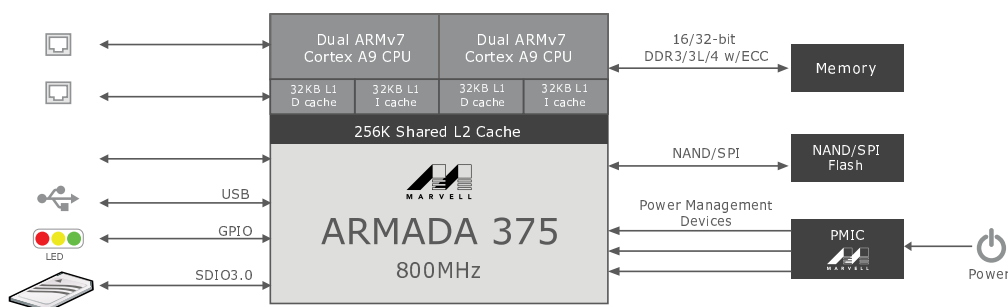 Dual ARMv7
Cortex A9 CPU
Dual ARMv7
Cortex A9 CPU
32KB L1
D cache
32KB L1
I cache
32KB L1
D cache
32KB L1
I cache
256K Shared L2 Cache
MARVELL
ARMADA 375
800MHz
USB
GPIO
LED
SDIO3.0
16/32-bit
DDR3/3L/4 w/ECC
Memory
NAND/SPI
NAND/SPI
Flash
Power Management
Devices
PMIC
MARVELL
Power